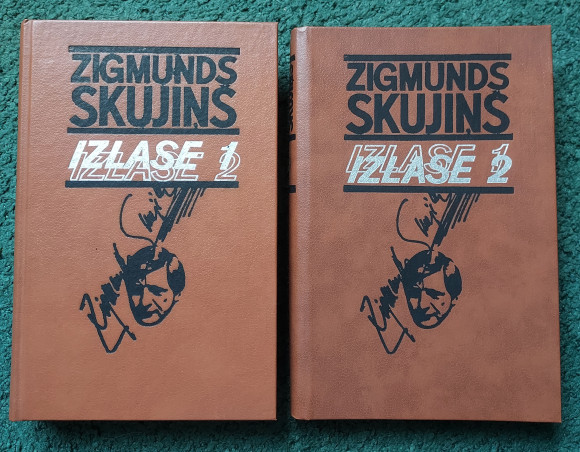 ZIGMUNDS
SKUJIŅŠ
IZLASE 1
IZLASE 2
ZIGMUNDS
SKUJIŅŠ
IZLASE 1
IZLASE 2